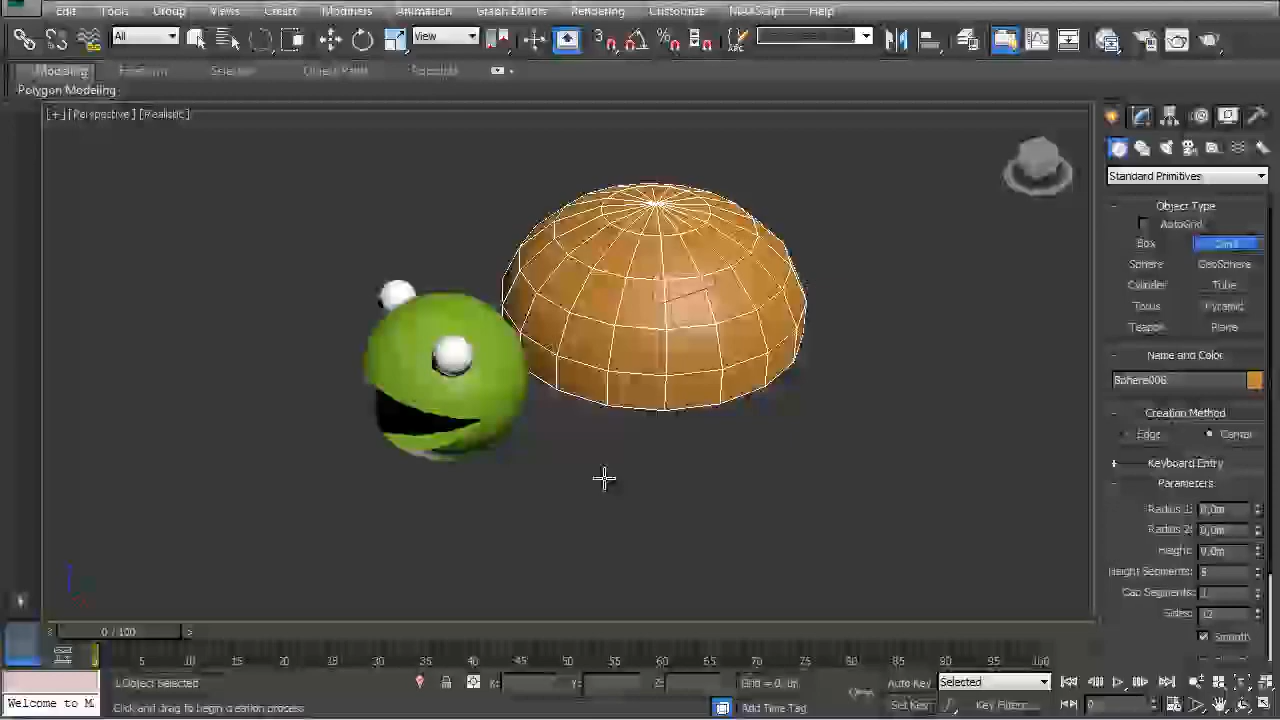 Edit Tools Group Views Create Modifiers Animation Graph Editors Rendering Customize MAXScript Help
All View
Modeling Freeform Selection Object Paint
Polygon Modeling
[+] [Perspective] [Realistic]
Standard Primitives
Object Type
AutoGrid
Box Cone
Sphere GeoSphere
Cylinder Tube
Torus Pyramid
Teapot Plane
Name and Color
Sphere006
Creation Method
Edge Center
Keyboard Entry
Parameters
Radius 1: 0,0m
Radius 2: 0,0m
Height: 0,0m
Height Segments: 5
Cap Segments: 1
Sides: 12
Smooth
0 / 100
5 10 15 20 25 30 35 40 45 50 55 60 65 70 75 80 85 90 95 100
1 Object Selected X: Y: Z: Grid = 0,0m Auto Key Selected
Welcome to M Click and drag to begin creation process Add Time Tag Set Key Key Filters... 0